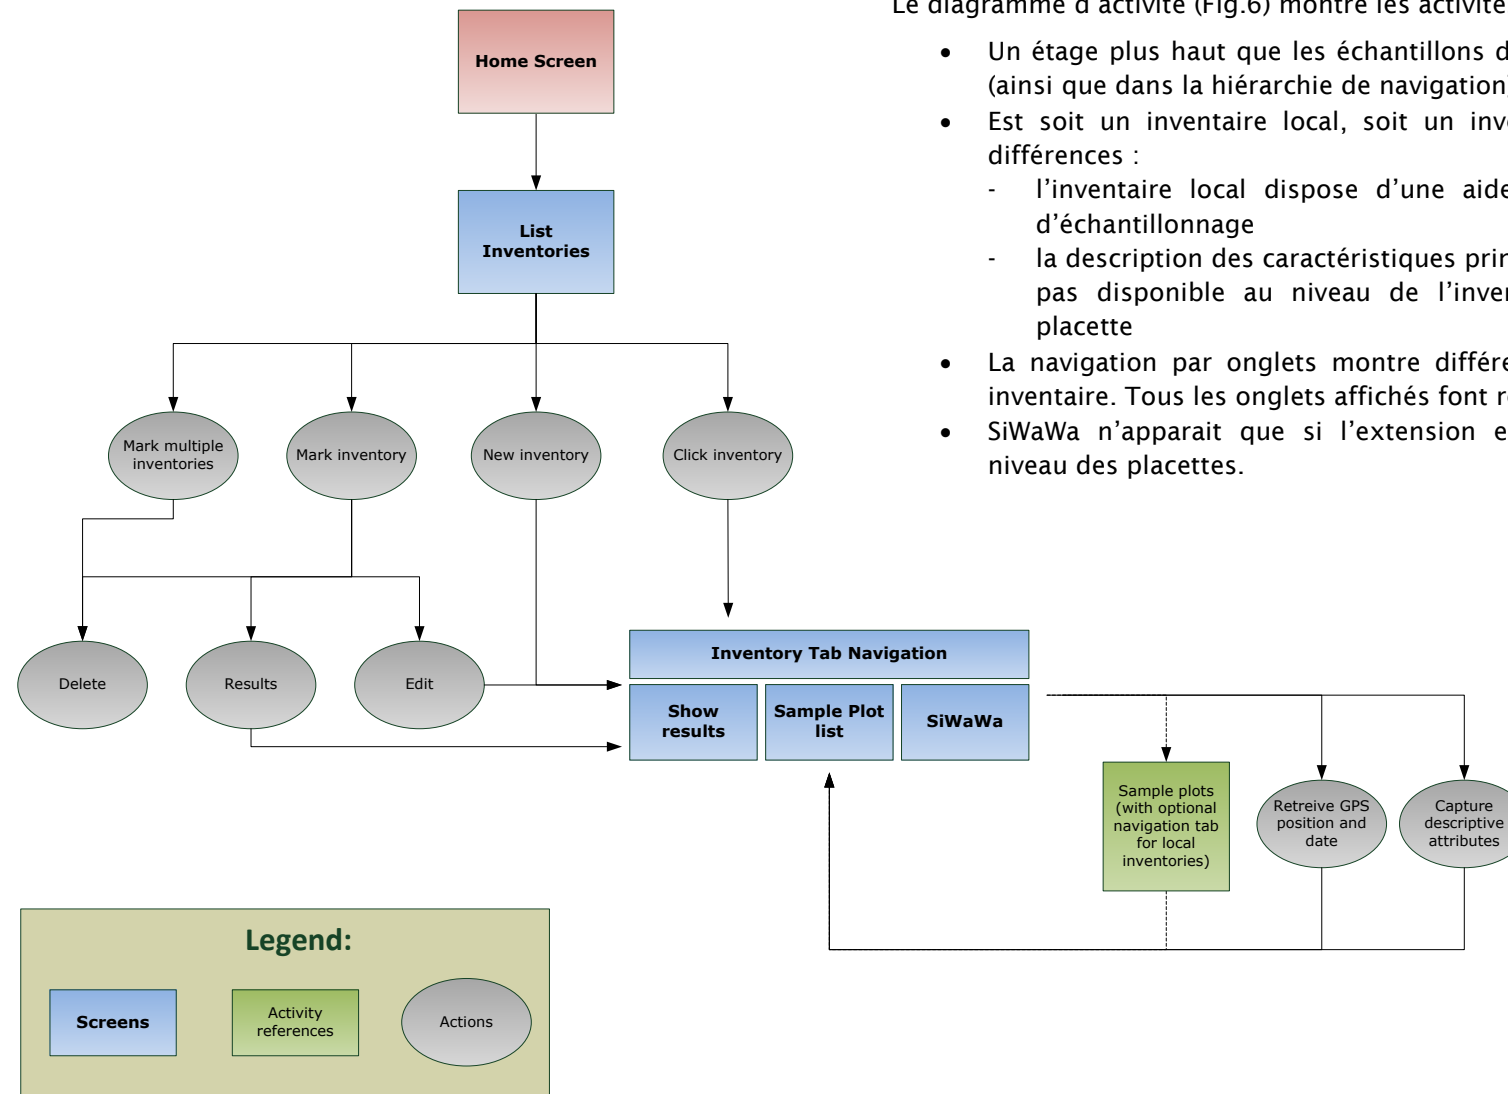 Le diagramme d'activité (Fig.6) montre les activité
• Un étage plus haut que les échantillons d
(ainsi que dans la hiérarchie de navigation)
• Est soit un inventaire local, soit un inv
différences :
- l'inventaire local dispose d'une aide
d'échantillonnage
- la description des caractéristiques prin
pas disponible au niveau de l'inver
placette
• La navigation par onglets montre différe
inventaire. Tous les onglets affichés font r
• SiWaWa n'apparait que si l'extension e
niveau des placettes.
Home Screen
List
Inventories
Mark multiple
inventories
Mark inventory
New inventory
Click inventory
Delete
Results
Edit
Inventory Tab Navigation
Show
results
Sample Plot
list
SiWaWa
Sample plots
(with optional
navigation tab
for local
inventories)
Retreive GPS
position and
date
Capture
descriptive
attributes
Legend:
Screens
Activity
references
Actions